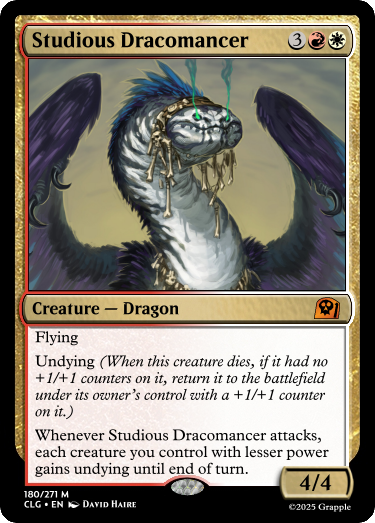 Studious Dracomancer 3
Creature — Dragon
Flying
Undying (When this creature dies, if it had no
+1/+1 counters on it, return it to the battlefield
under its owner's control with a +1/+1 counter
on it.)
Whenever Studious Dracomancer attacks,
each creature you control with lesser power
gains undying until end of turn.
4/4
180/271 M
CLG • EN David Haire
©2025 Grapple